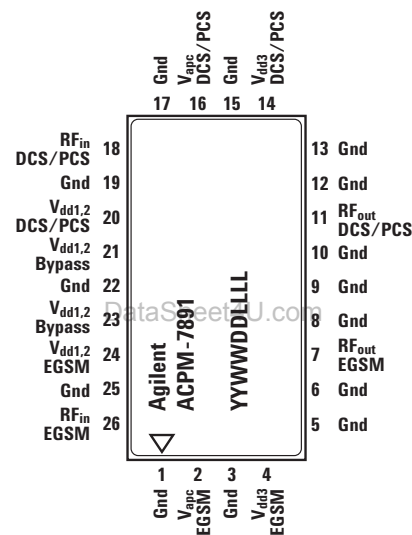 Gnd
Vapc
DCS/PCS
Gnd
Vdd3
DCS/PCS
17 16 15 14
RFin
DCS/PCS 18
Gnd 19
Vdd1,2
DCS/PCS 20
Vdd1,2
Bypass 21
Gnd 22
Vdd1,2
Bypass 23
Vdd1,2
EGSM 24
Gnd 25
RFin
EGSM 26
Agilent
ACPM-7891
YYWWDDLLLL
DataSheet4U.com
13 Gnd
12 Gnd
11 RFout
DCS/PCS
10 Gnd
9 Gnd
8 Gnd
7 RFout
EGSM
6 Gnd
5 Gnd
1 2 3 4
Gnd
Vapc
EGSM
Gnd
Vdd3
EGSM